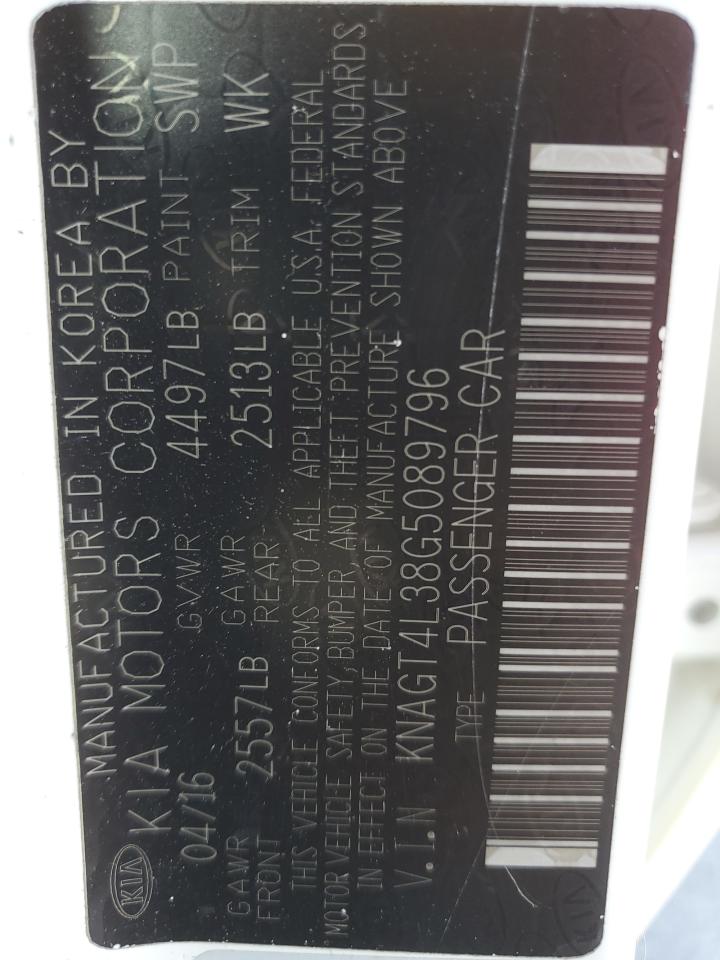 MANUFACTURED IN KOREA BY
KIA KIA MOTORS CORPORATION
04/16 GVWR 4497LB PAINT SWP
GAWR FRONT 2557LB GAWR REAR 2513LB TRIM WK
THIS VEHICLE CONFORMS TO ALL APPLICABLE U.S.A. FEDERAL
MOTOR VEHICLE SAFETY, BUMPER, AND THEFT PREVENTION STANDARDS
IN EFFECT ON THE DATE OF MANUFACTURE SHOWN ABOVE
V.I.N KNAGT4L38G5089796
TYPE PASSENGER CAR